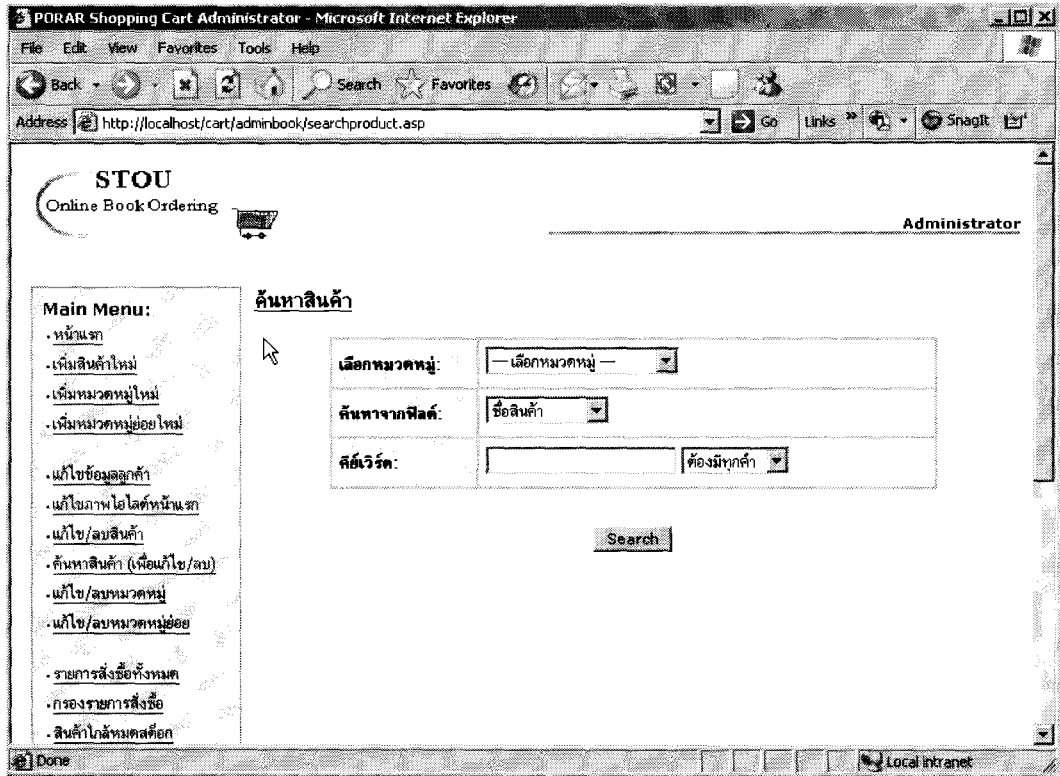 PORAR Shopping Cart Administrator - Microsoft Internet Explorer
File Edit View Favorites Tools Help
Back Search Favorites
Address http://localhost/cart/adminbook/searchproduct.asp Go Links » SnagIt
STOU
Online Book Ordering
Administrator
Main Menu:
หน้าแรก
เพิ่มสินค้าใหม่
เพิ่มหมวดหมู่ใหม่
เพิ่มหมวดหมู่ย่อยใหม่
แก้ไขข้อมูลลูกค้า
แก้ไขภาพไฮไลต์หน้าแรก
แก้ไข/ลบสินค้า
ค้นหาสินค้า (เพื่อแก้ไข/ลบ)
แก้ไข/ลบหมวดหมู่
แก้ไข/ลบหมวดหมู่ย่อย
รายการสั่งซื้อทั้งหมด
กรองรายการสั่งซื้อ
สินค้าใกล้หมดสต็อก
ค้นหาสินค้า
เลือกหมวดหมู่: --- เลือกหมวดหมู่ ---
ค้นหาจากฟิลด์: ชื่อสินค้า
คีย์เวิร์ด: ต้องมีทุกคำ
Search
Done Local intranet